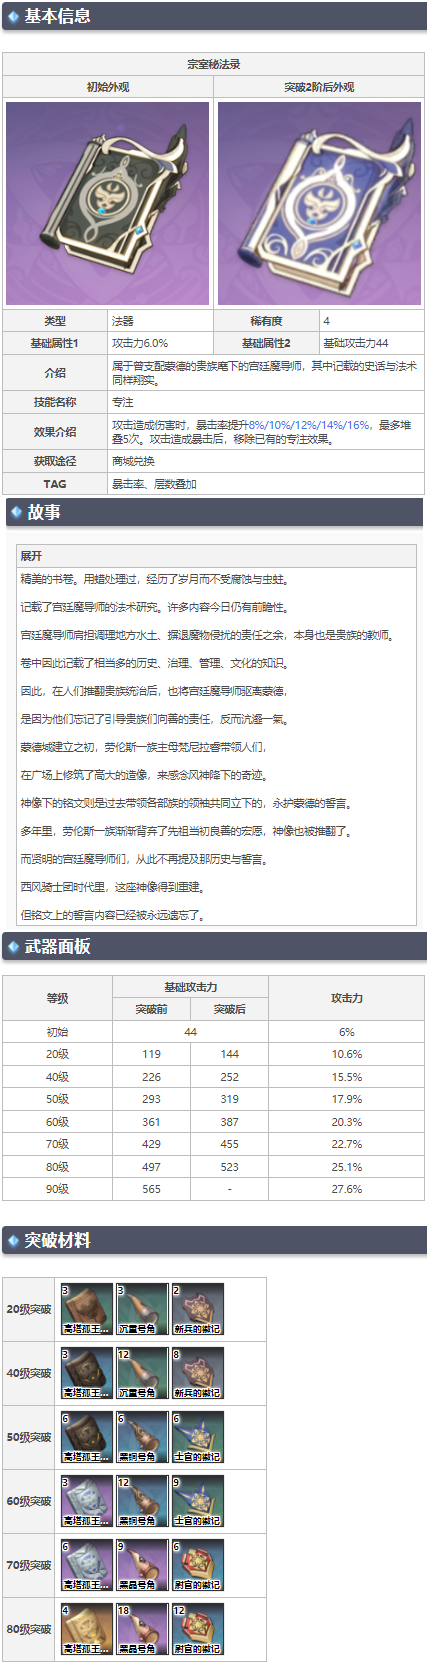 基本信息
宗室秘法录
初始外观 突破2阶后外观
类型 法器 稀有度 4
基础属性1 攻击力6.0% 基础属性2 基础攻击力44
介绍 属于曾支配蒙德的贵族麾下的宫廷魔导师，其中记载的史话与法术
同样翔实。
技能名称 专注
效果介绍 攻击造成伤害时，暴击率提升8%/10%/12%/14%/16%，最多堆
叠5次。攻击造成暴击后，移除已有的专注效果。
获取途径 商城兑换
TAG 暴击率、层数叠加
故事
展开
精美的书卷。用蜡处理过，经历了岁月而不受腐蚀与虫蛀。
记载了宫廷魔导师的法术研究。许多内容今日仍有前瞻性。
宫廷魔导师肩担调理地方水土、摒退魔物侵扰的责任之余，本身也是贵族的教师。
卷中因此记载了相当多的历史、治理、管理、文化的知识。
因此，在人们推翻贵族统治后，也将宫廷魔导师驱离蒙德，
是因为他们忘记了引导贵族们向善的责任，反而沆瀣一氣。
蒙德城建立之初，劳伦斯一族主母梵尼拉睿带领人们，
在广场上修筑了高大的造像，来感念风神降下的奇迹。
神像下的铭文则是过去带领各部族的领袖共同立下的，永护蒙德的誓言。
多年里，劳伦斯一族渐渐背弃了先祖当初良善的宏愿，神像也被推翻了。
而贤明的宫廷魔导师们，从此不再提及那历史与誓言。
西风骑士团时代里，这座神像得到重建。
但铭文上的誓言内容已经被永远遗忘了。
武器面板
等级 基础攻击力 攻击力
突破前 突破后
初始 44 6%
20级 119 144 10.6%
40级 226 252 15.5%
50级 293 319 17.9%
60级 361 387 20.3%
70级 429 455 22.7%
80级 497 523 25.1%
90级 565 - 27.6%
突破材料
20级突破 3 高塔孤王... 3 沉重号角 2 新兵的徽记
40级突破 3 高塔孤王... 12 沉重号角 8 新兵的徽记
50级突破 6 高塔孤王... 6 黑铜号角 6 士官的徽记
60级突破 3 高塔孤王... 12 黑铜号角 9 士官的徽记
70级突破 6 高塔孤王... 9 黑晶号角 6 尉官的徽记
80级突破 4 高塔孤王... 18 黑晶号角 12 尉官的徽记